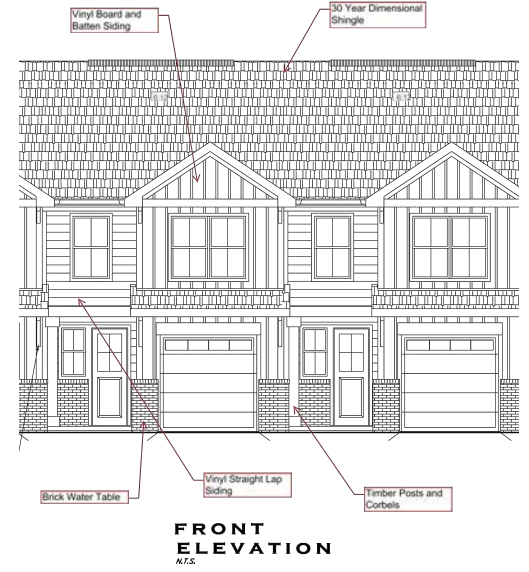 Vinyl Board and
Batten Siding
30 Year Dimensional
Shingle
Brick Water Table
Vinyl Straight Lap
Siding
Timber Posts and
Corbels
FRONT
ELEVATION
N.T.S.